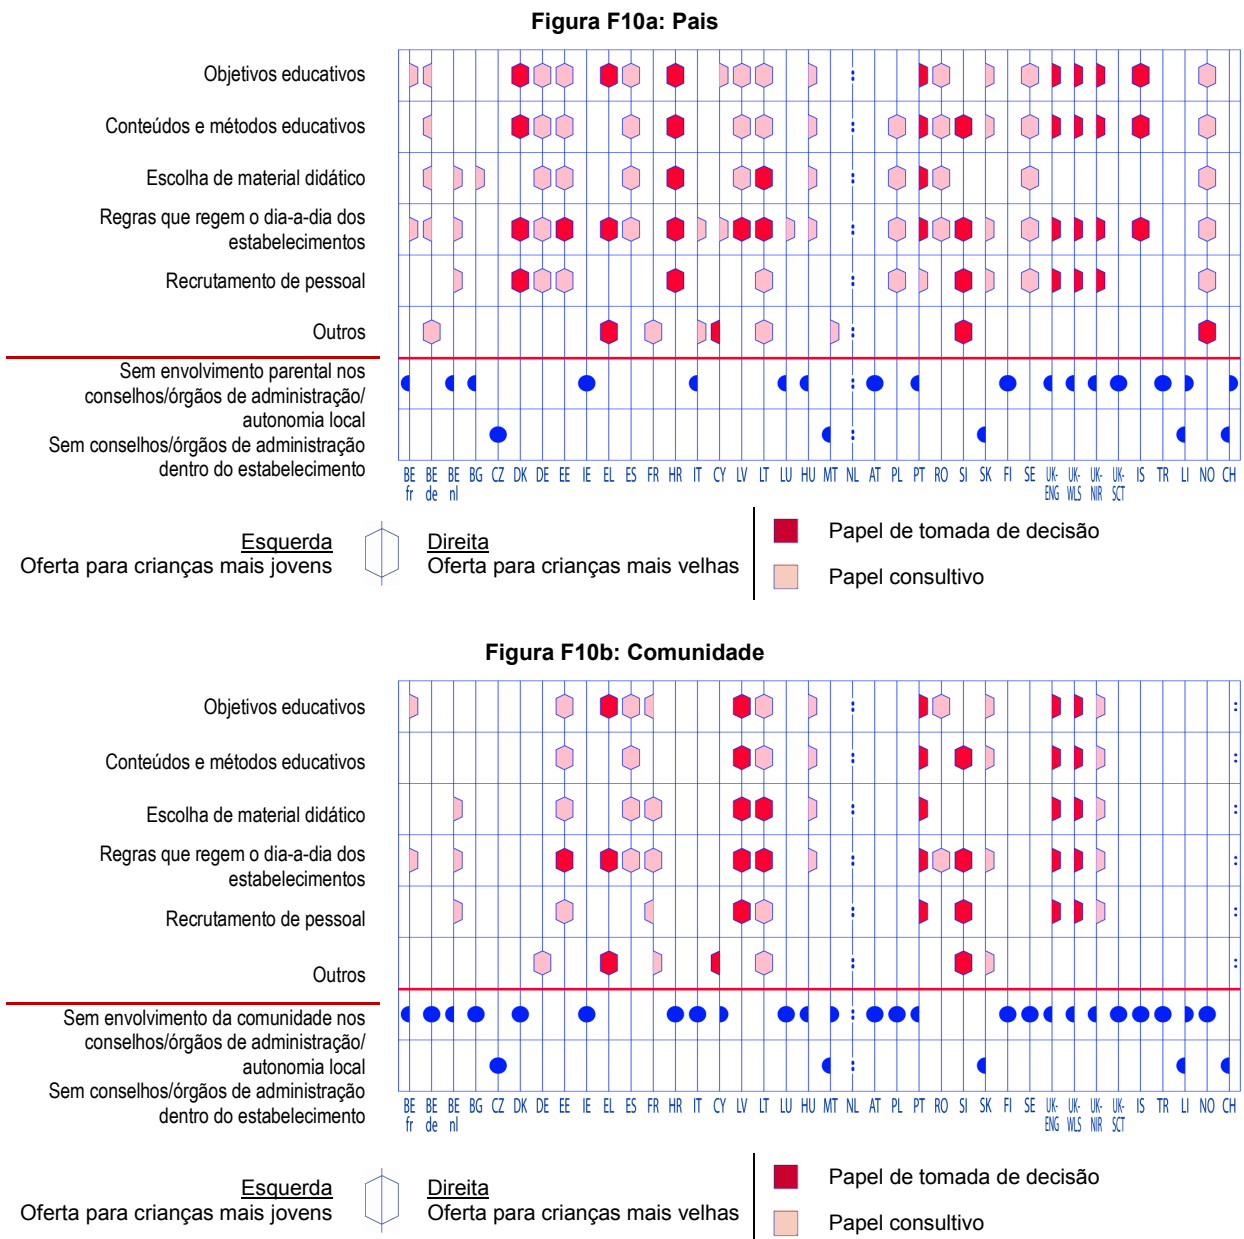 Figura F10a: Pais
Objetivos educativos
Conteúdos e métodos educativos
Escolha de material didático
Regras que regem o dia-a-dia dos
estabelecimentos
Recrutamento de pessoal
Outros
Sem envolvimento parental nos
conselhos/órgãos de administração/
autonomia local
Sem conselhos/órgãos de administração
dentro do estabelecimento
BE fr BE de BE nl BG CZ DK DE EE IE EL ES FR HR IT CY LV LT LU HU MT NL AT PL PT RO SI SK FI SE UK-ENG UK-WLS UK-NIR UK-SCT IS TR LI NO CH
Esquerda
Oferta para crianças mais jovens
Direita
Oferta para crianças mais velhas
Papel de tomada de decisão
Papel consultivo
Figura F10b: Comunidade
Objetivos educativos
Conteúdos e métodos educativos
Escolha de material didático
Regras que regem o dia-a-dia dos
estabelecimentos
Recrutamento de pessoal
Outros
Sem envolvimento da comunidade nos
conselhos/órgãos de administração/
autonomia local
Sem conselhos/órgãos de administração
dentro do estabelecimento
BE fr BE de BE nl BG CZ DK DE EE IE EL ES FR HR IT CY LV LT LU HU MT NL AT PL PT RO SI SK FI SE UK-ENG UK-WLS UK-NIR UK-SCT IS TR LI NO CH
Esquerda
Oferta para crianças mais jovens
Direita
Oferta para crianças mais velhas
Papel de tomada de decisão
Papel consultivo